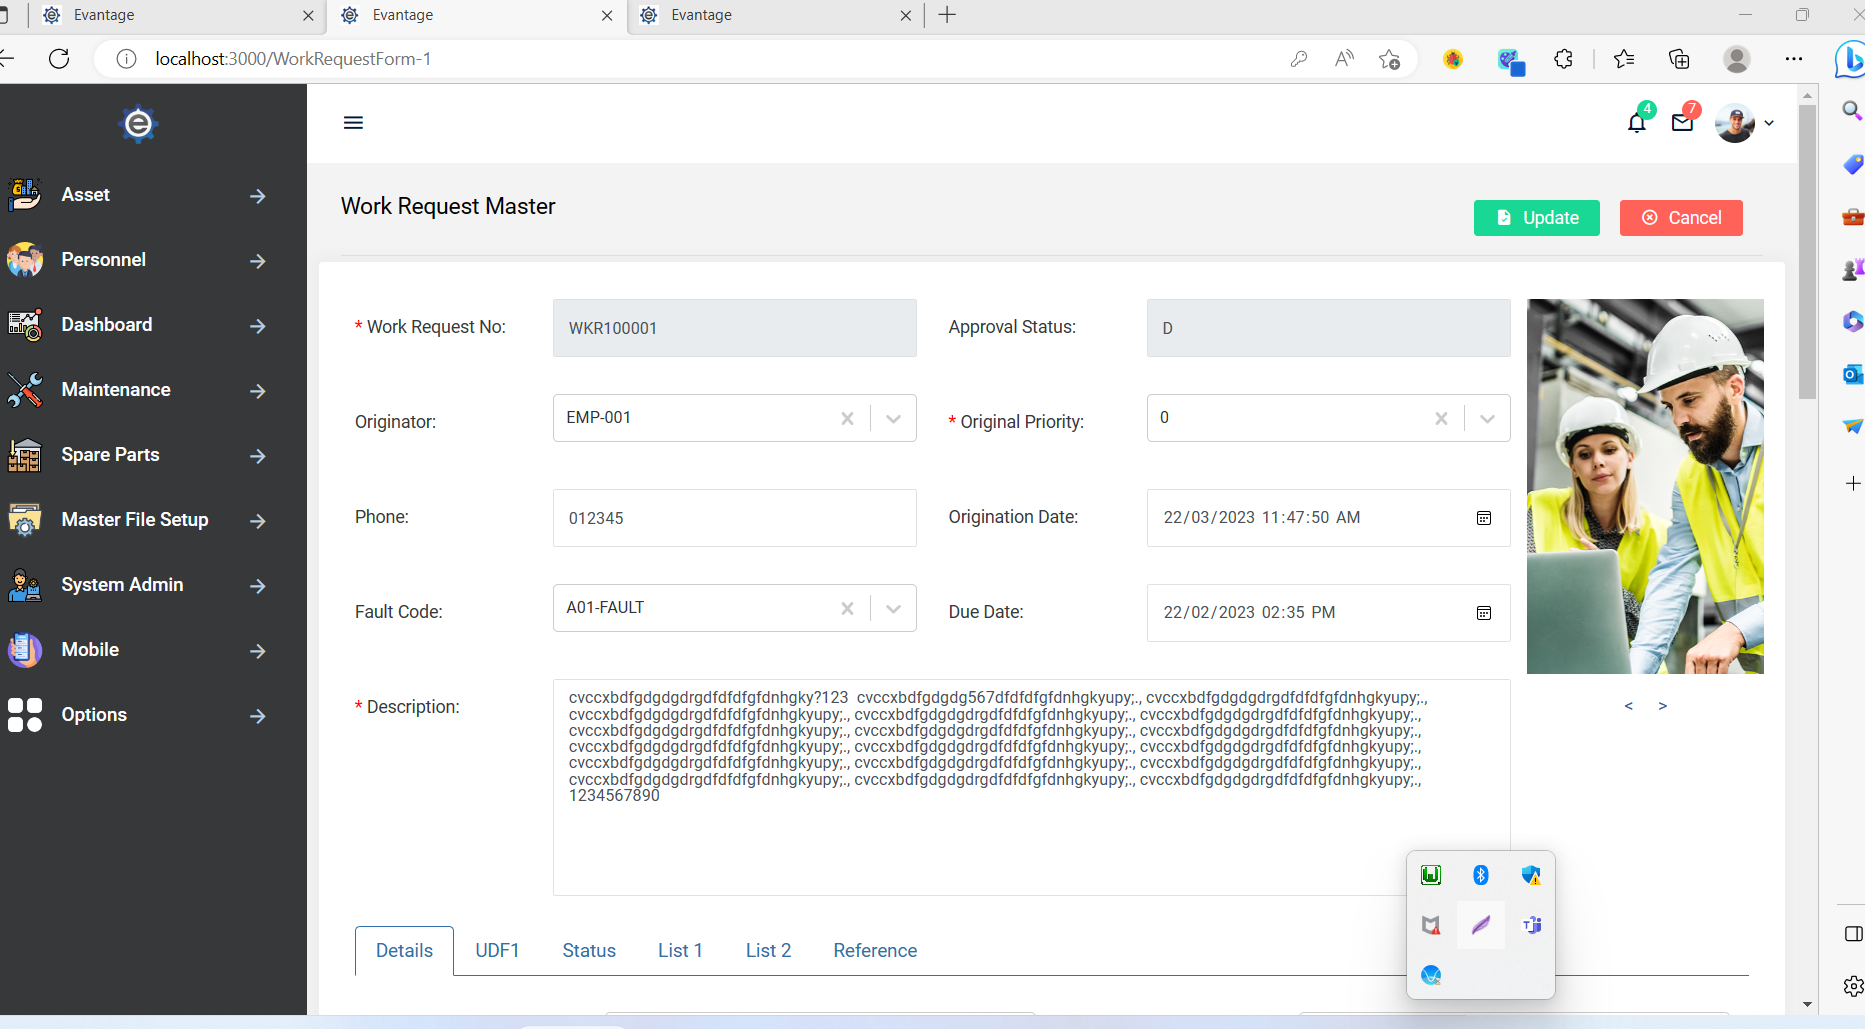 Evantage
Evantage
Evantage
localhost:3000/WorkRequestForm-1
4
7
Asset
Personnel
Dashboard
Maintenance
Spare Parts
Master File Setup
System Admin
Mobile
Options
Work Request Master
Update
Cancel
* Work Request No:
WKR100001
Approval Status:
D
Originator:
EMP-001
* Original Priority:
0
Phone:
012345
Origination Date:
22/03/2023 11:47:50 AM
Fault Code:
A01-FAULT
Due Date:
22/02/2023 02:35 PM
* Description:
cvccxbdfgdgdgdrgdfdfdfgfdnhgky?123  cvccxbdfgdgdg567dfdfdfgfdnhgkyupy;., cvccxbdfgdgdgdrgdfdfdfgfdnhgkyupy;.,
cvccxbdfgdgdgdrgdfdfdfgfdnhgkyupy;., cvccxbdfgdgdgdrgdfdfdfgfdnhgkyupy;., cvccxbdfgdgdgdrgdfdfdfgfdnhgkyupy;.,
cvccxbdfgdgdgdrgdfdfdfgfdnhgkyupy;., cvccxbdfgdgdgdrgdfdfdfgfdnhgkyupy;., cvccxbdfgdgdgdrgdfdfdfgfdnhgkyupy;.,
cvccxbdfgdgdgdrgdfdfdfgfdnhgkyupy;., cvccxbdfgdgdgdrgdfdfdfgfdnhgkyupy;., cvccxbdfgdgdgdrgdfdfdfgfdnhgkyupy;.,
cvccxbdfgdgdgdrgdfdfdfgfdnhgkyupy;., cvccxbdfgdgdgdrgdfdfdfgfdnhgkyupy;., cvccxbdfgdgdgdrgdfdfdfgfdnhgkyupy;.,
cvccxbdfgdgdgdrgdfdfdfgfdnhgkyupy;., cvccxbdfgdgdgdrgdfdfdfgfdnhgkyupy;., cvccxbdfgdgdgdrgdfdfdfgfdnhgkyupy;.,
1234567890
< >
Details
UDF1
Status
List 1
List 2
Reference